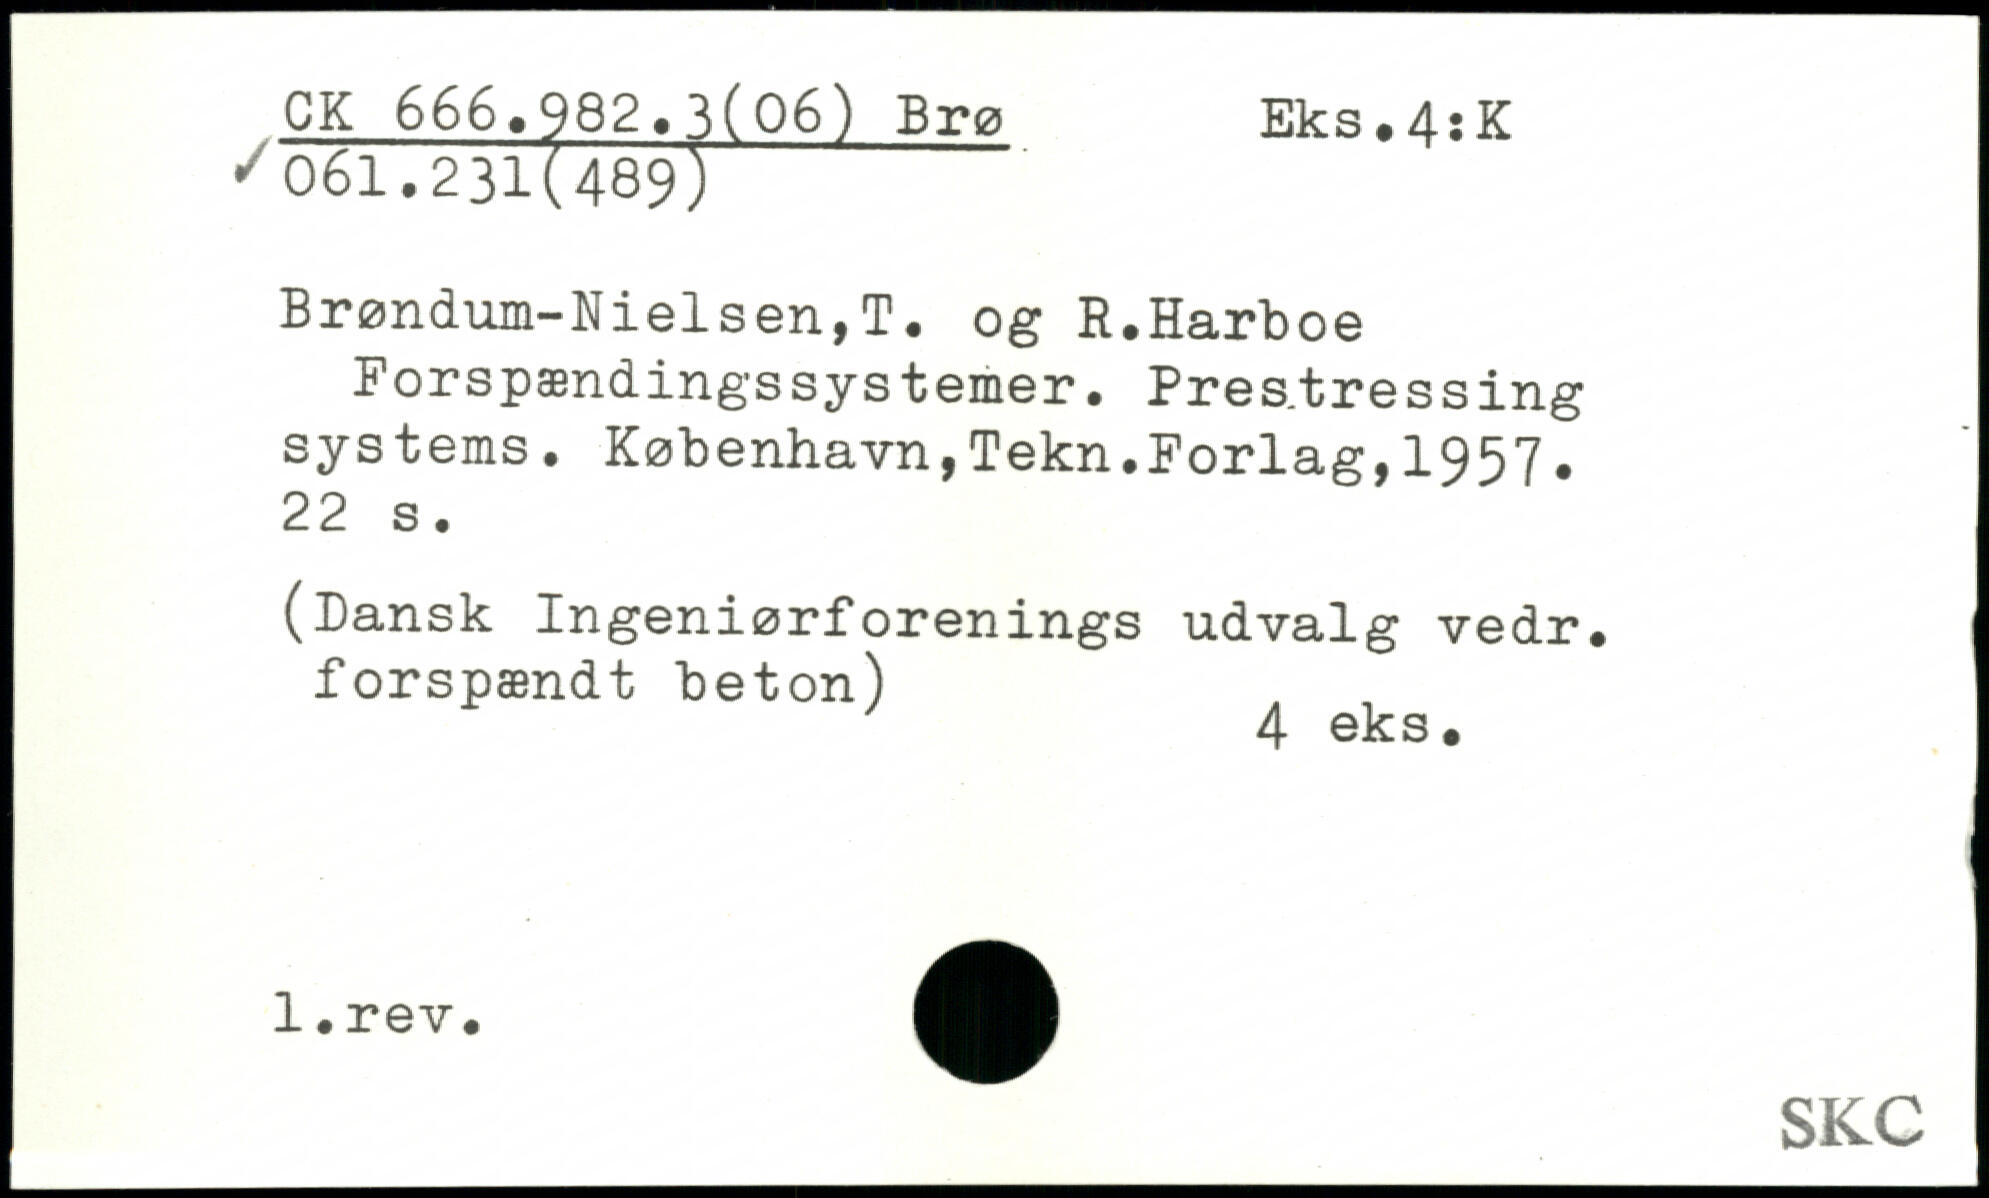 CK 666.982.3(06) Brø Eks.4:K
✓ 061.231(489)
Brøndum-Nielsen,T. og R.Harboe
Forspændingssystemer. Prestressing
systems. København,Tekn.Forlag,1957.
22 s.
(Dansk Ingeniørforenings udvalg vedr.
forspændt beton)
4 eks.
1.rev.
SKC